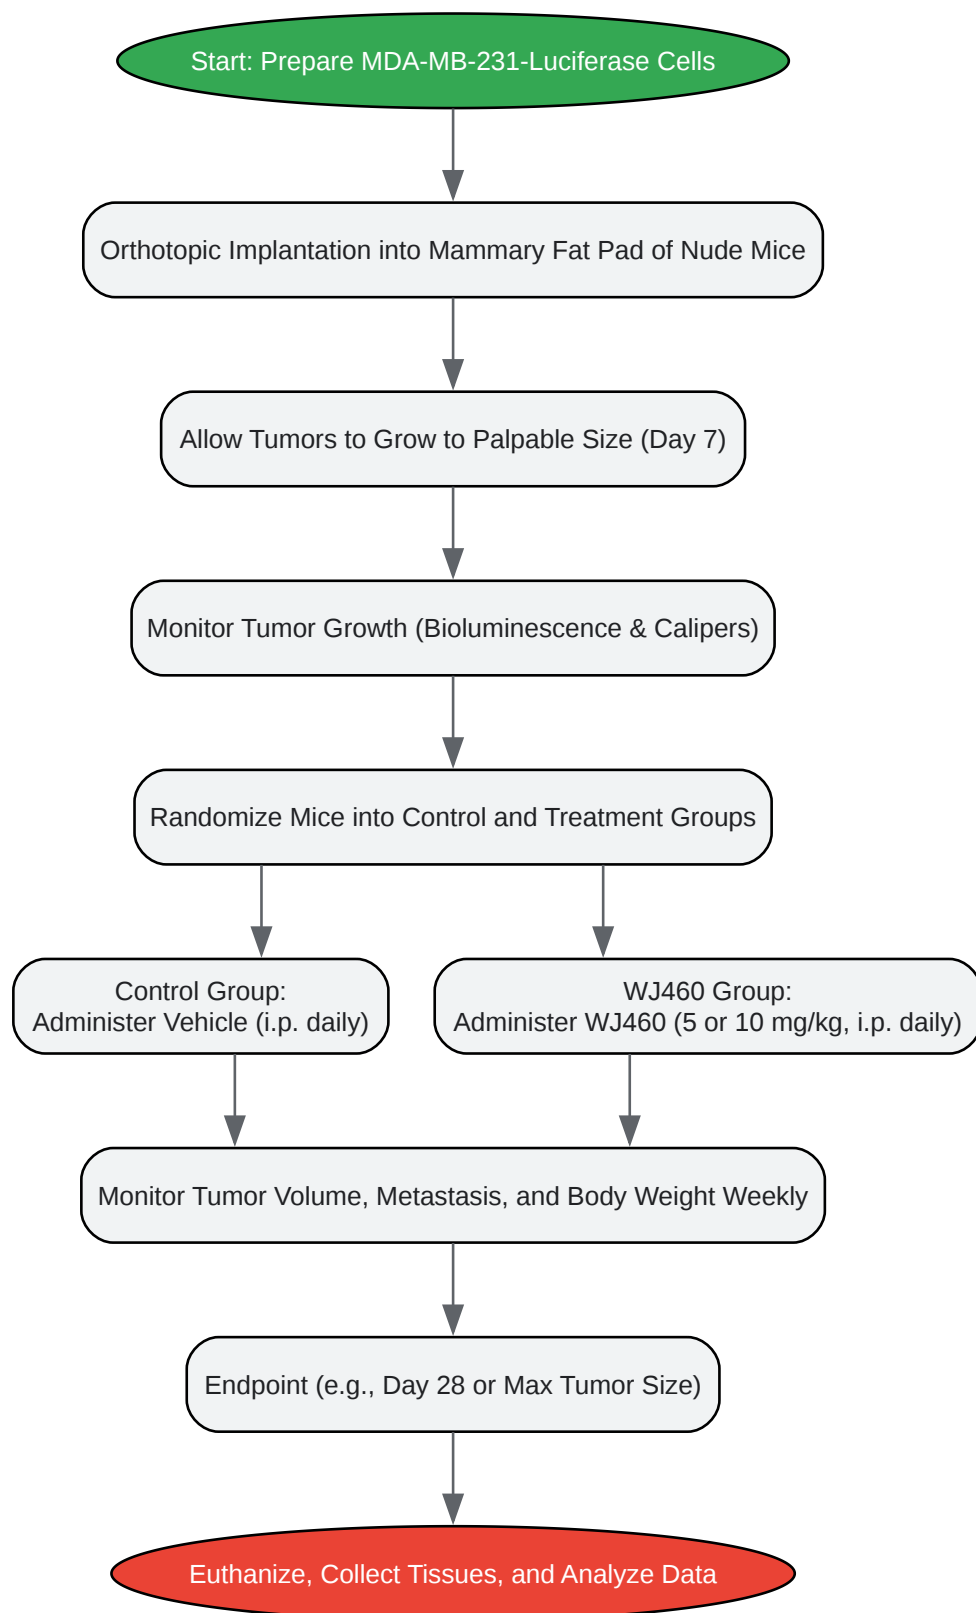 Start: Prepare MDA-MB-231-Luciferase Cells
Orthotopic Implantation into Mammary Fat Pad of Nude Mice
Allow Tumors to Grow to Palpable Size (Day 7)
Monitor Tumor Growth (Bioluminescence & Calipers)
Randomize Mice into Control and Treatment Groups
Control Group:
Administer Vehicle (i.p. daily)
WJ460 Group:
Administer WJ460 (5 or 10 mg/kg, i.p. daily)
Monitor Tumor Volume, Metastasis, and Body Weight Weekly
Endpoint (e.g., Day 28 or Max Tumor Size)
Euthanize, Collect Tissues, and Analyze Data